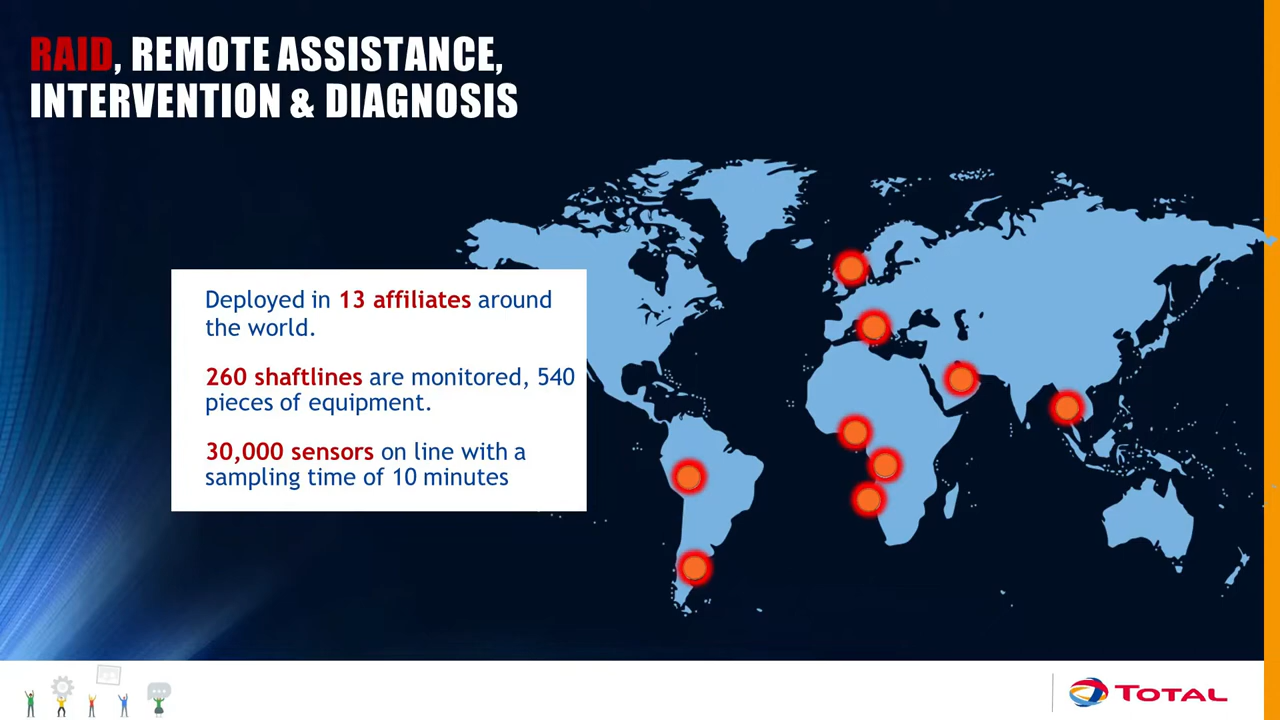 RAID, REMOTE ASSISTANCE,
INTERVENTION & DIAGNOSIS
Deployed in 13 affiliates around
the world.
260 shaftlines are monitored, 540
pieces of equipment.
30,000 sensors on line with a
sampling time of 10 minutes
TOTAL